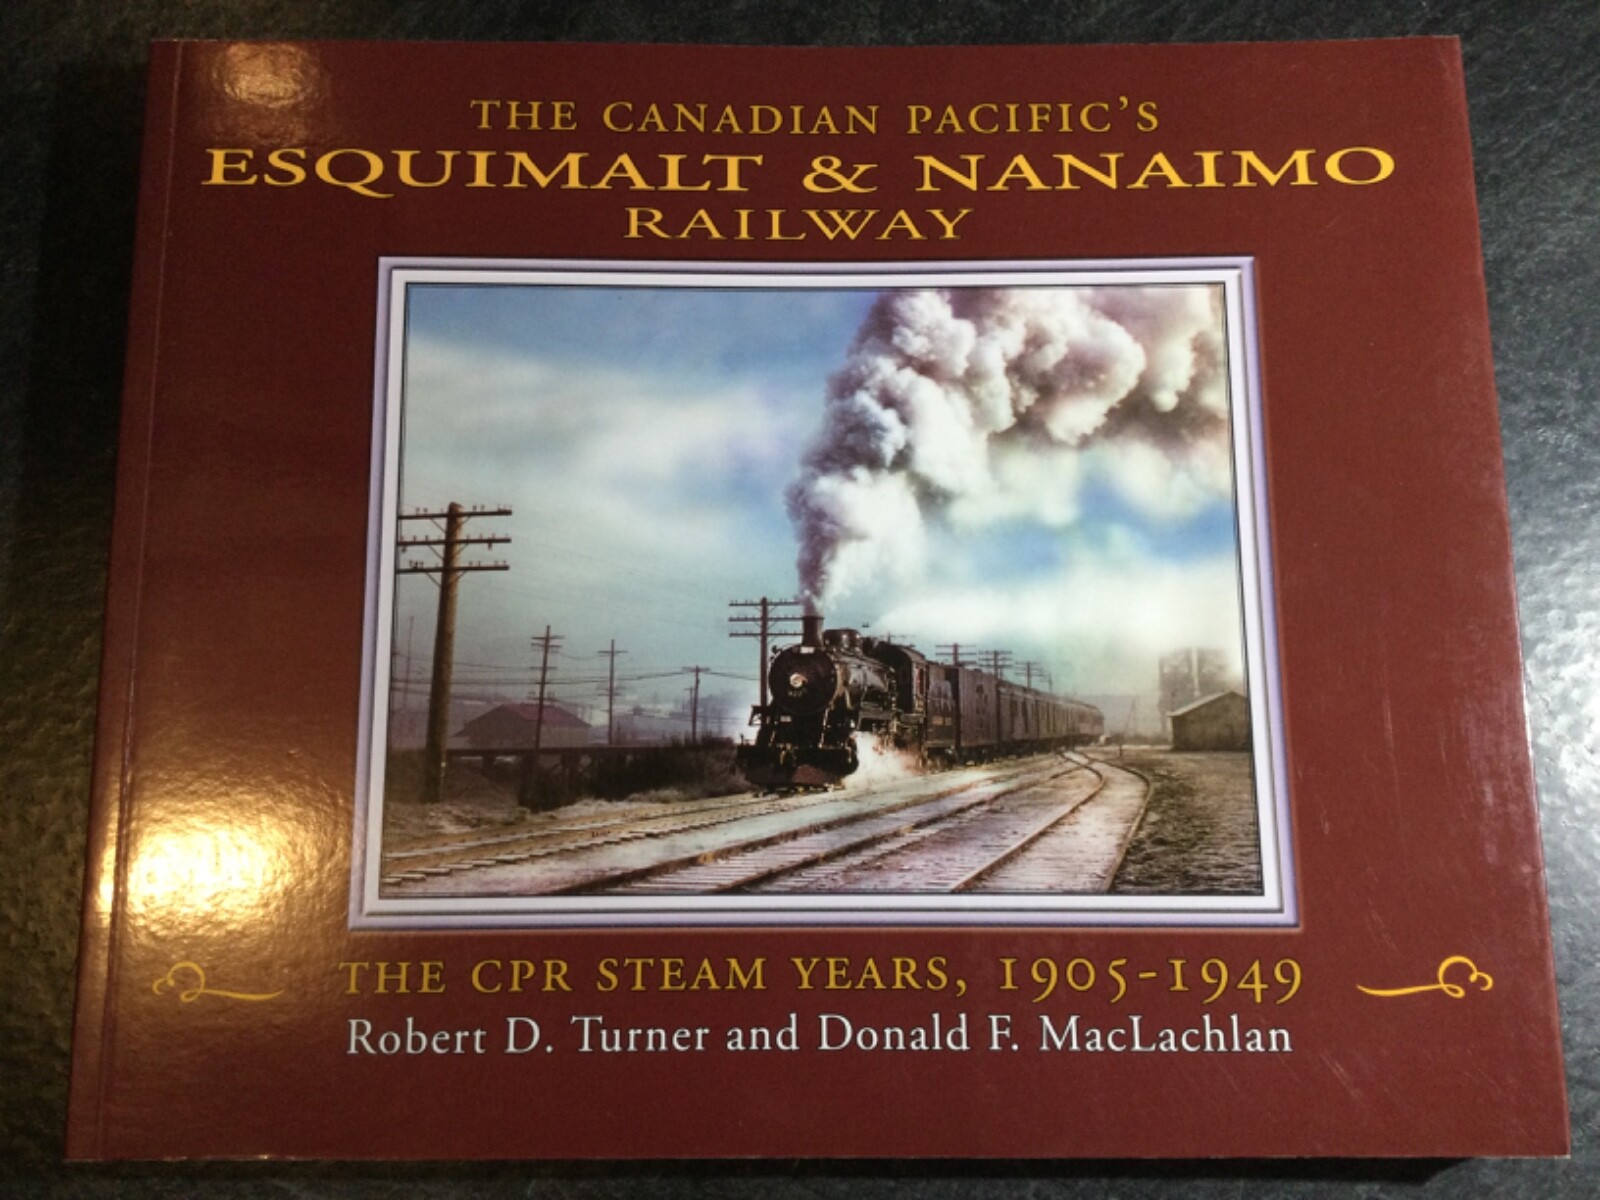 THE CANADIAN PACIFIC'S
ESQUIMALT & NANAIMO
RAILWAY
THE CPR STEAM YEARS, 1905-1949
Robert D. Turner and Donald F. MacLachlan